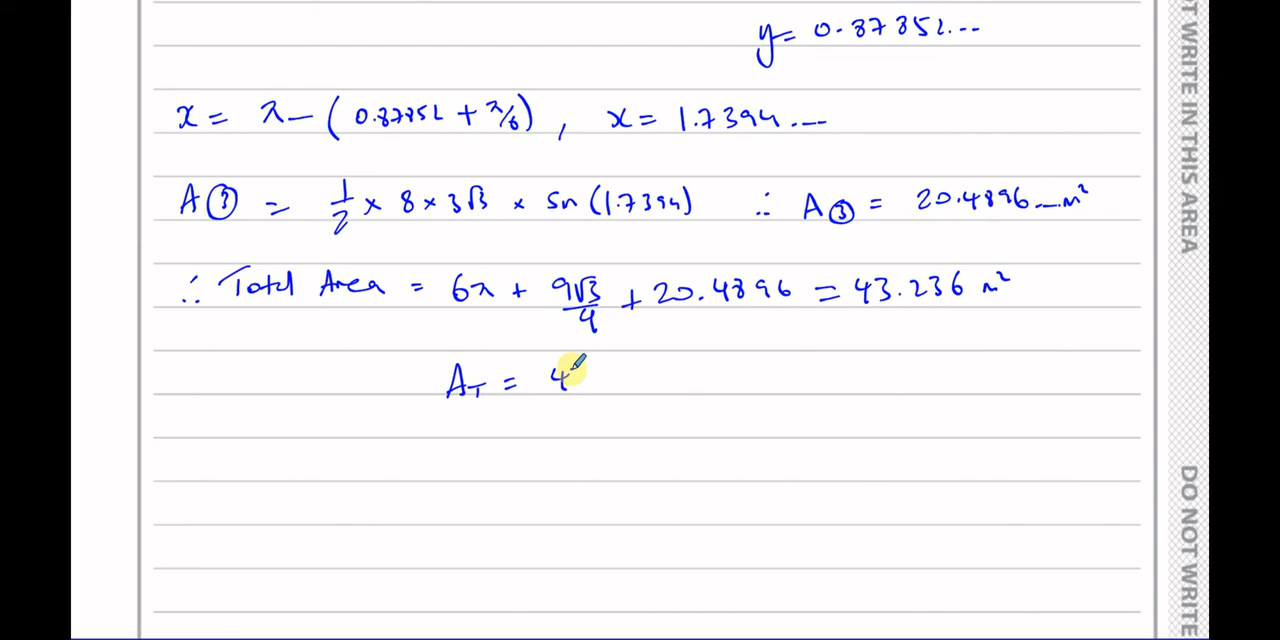 y = 0.87852...
x = π - (0.87852 + π/6), x = 1.7394...
A③ = 1/2 × 8 × 3√3 × sin (1.7394) ∴ A③ = 20.4896...m²
∴ Total Area = 6π + 9√3/4 + 20.4896 = 43.236 m²
A_T = 4
NOT WRITE IN THIS AREA
DO NOT WRITE